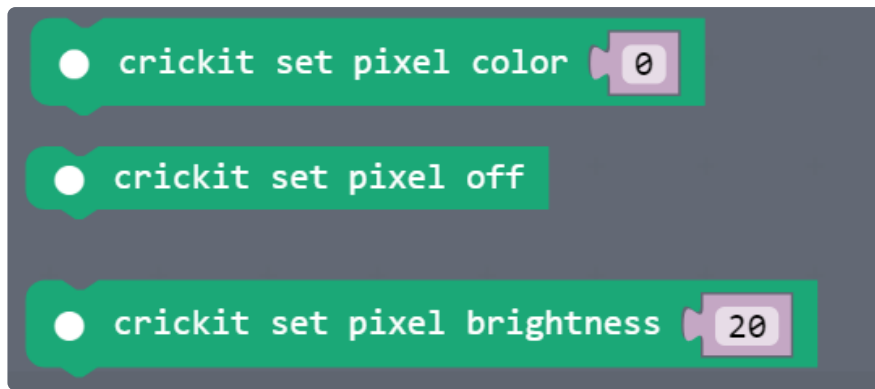 crickit set pixel color 0
crickit set pixel off
crickit set pixel brightness 20